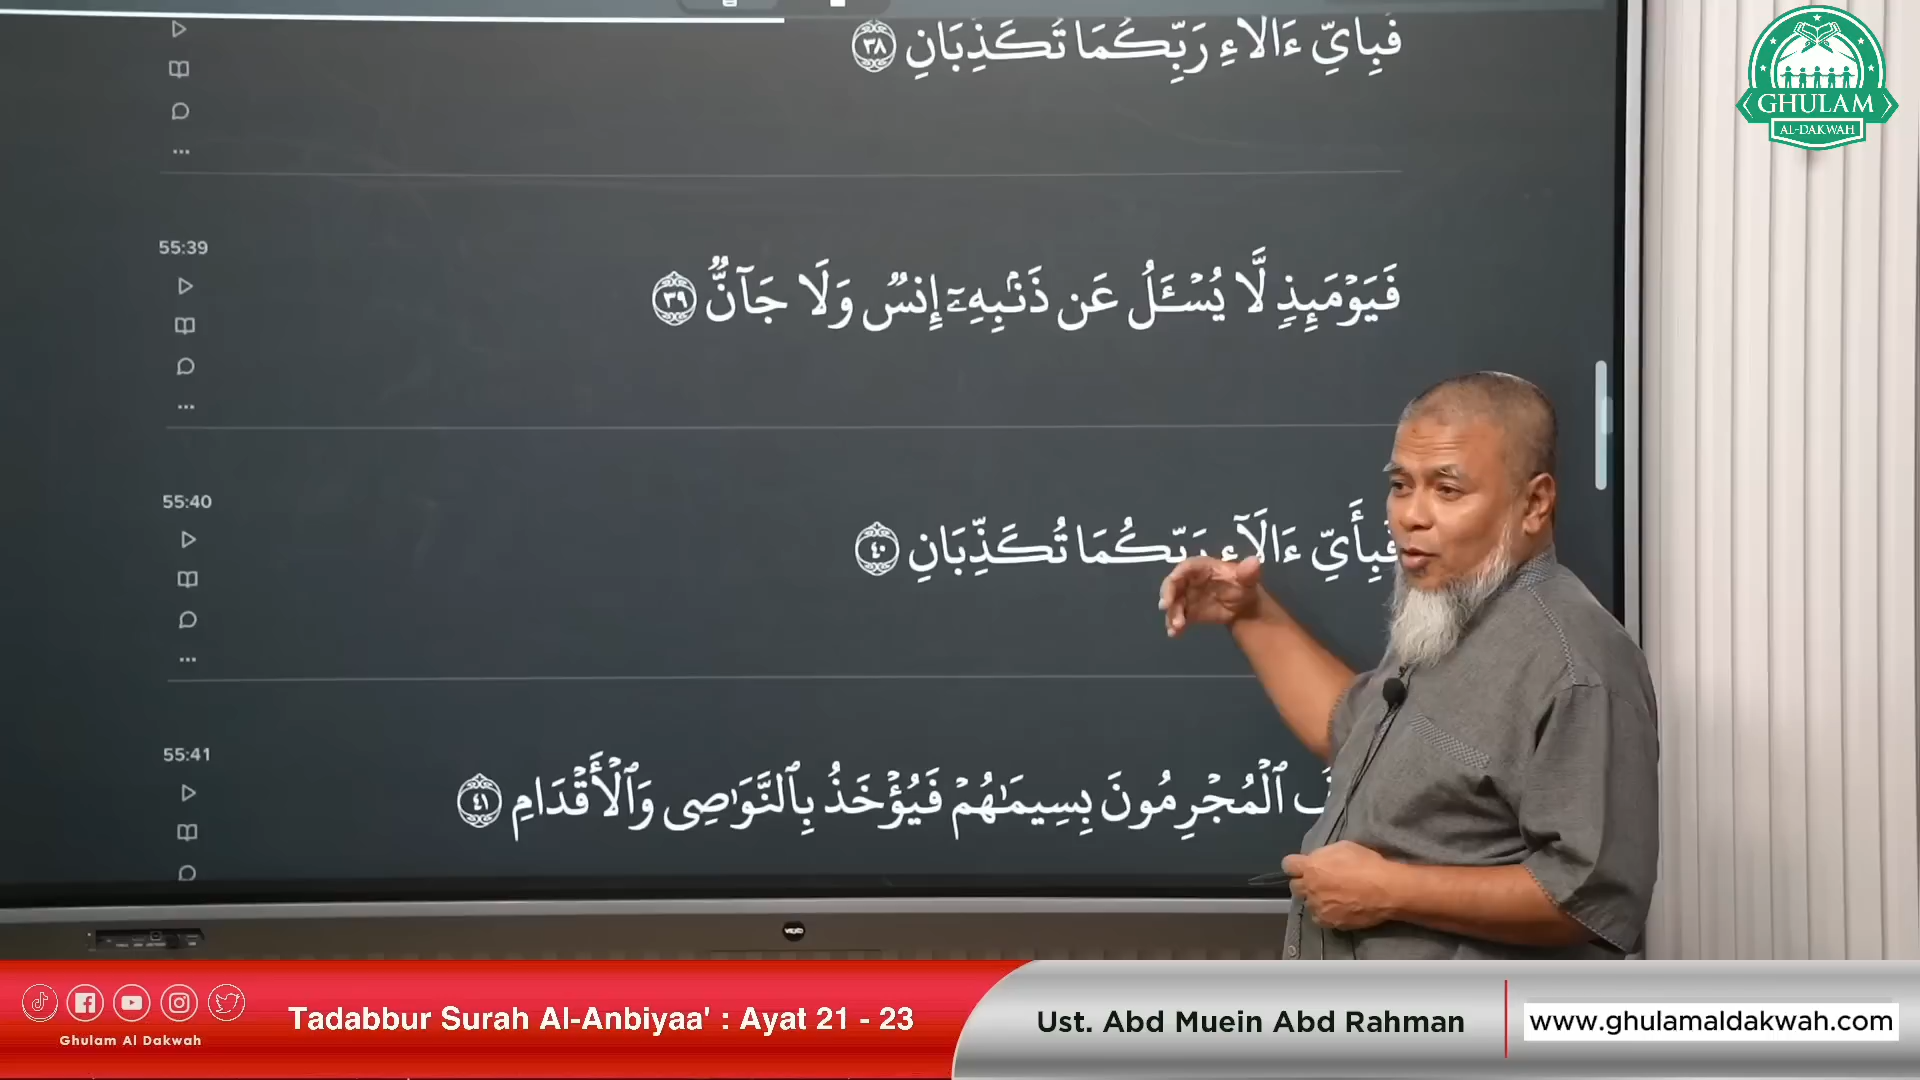 فَبِأَيِّ ءَالَآءِ رَبِّكُمَا تُكَذِّبَانِ ٣٨
GHULAM
AL-DAKWAH
55:39
فَيَوْمَئِذٍ لَّا يُسْـَٔلُ عَن ذَنۢبِهِۦٓ إِنسٌ وَلَا جَآنٌّ ٣٩
55:40
فَبِأَيِّ ءَالَآءِ رَبِّكُمَا تُكَذِّبَانِ ٤٠
55:41
ٱلْمُجْرِمُونَ بِسِيمَـٰهُمْ فَيُؤْخَذُ بِٱلنَّوَٰصِى وَٱلْأَقْدَامِ ٤١
Ghulam Al Dakwah
Tadabbur Surah Al-Anbiyaa' : Ayat 21 - 23
Ust. Abd Muein Abd Rahman
www.ghulamaldakwah.com